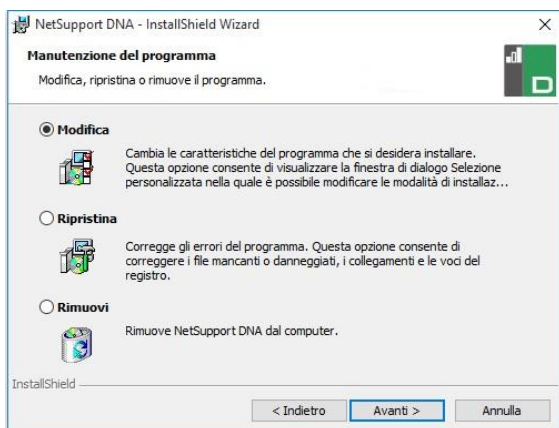 NetSupport DNA - InstallShield Wizard
Manutenzione del programma
Modifica, ripristina o rimuove il programma.
D
Modifica
Cambia le caratteristiche del programma che si desidera installare.
Questa opzione consente di visualizzare la finestra di dialogo Selezione
personalizzata nella quale è possibile modificare le modalità di installaz...
Ripristina
Corregge gli errori del programma. Questa opzione consente di
correggere i file mancanti o danneggiati, i collegamenti e le voci del
registro.
Rimuovi
Rimuove NetSupport DNA dal computer.
InstallShield
< Indietro Avanti > Annulla